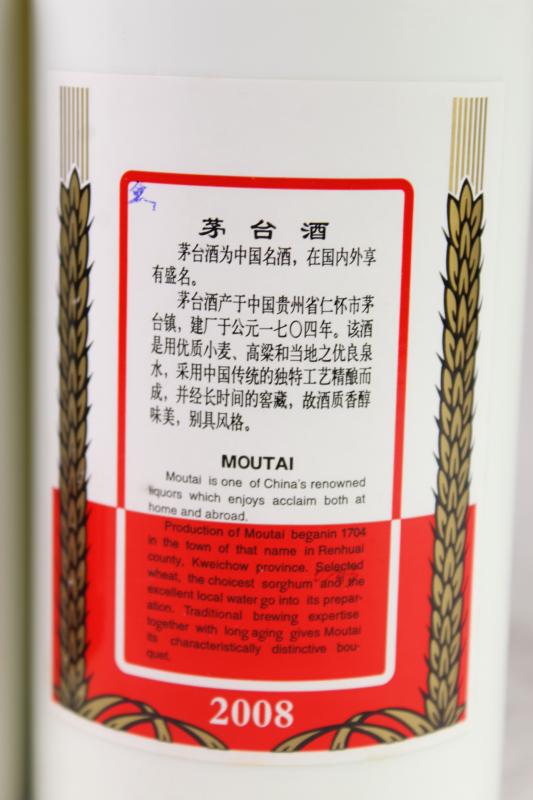 茅台酒
茅台酒为中国名酒，在国内外享
有盛名。
茅台酒产于中国贵州省仁怀市茅
台镇，建厂于公元一七〇四年。该酒
是用优质小麦、高梁和当地之优良泉
水，采用中国传统的独特工艺精酿而
成，并经长时间的窖藏，故酒质香醇
味美，别具风格。
MOUTAI
Moutai is one of China's renowned
liquors which enjoys acclaim both at
home and abroad.
Production of Moutai beganin 1704
in the town of that name in Renhuai
county, Kweichow province. Selected
wheat, the choicest sorghum and the
excellent local water go into its prepar-
ation. Traditional brewing expertise
together with long aging gives Moutai
its characteristically distinctive bou-
quet.
2008